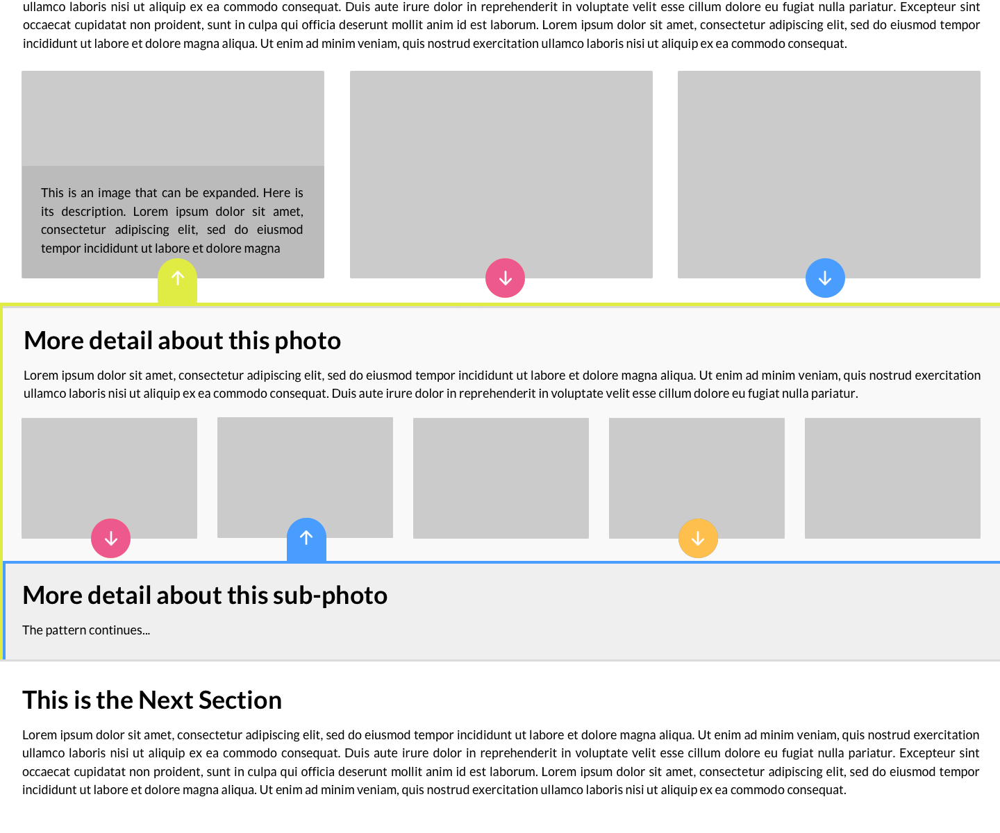 ullamco laboris nisi ut aliquip ex ea commodo consequat. Duis aute irure dolor in reprehenderit in voluptate velit esse cillum dolore eu fugiat nulla pariatur. Excepteur sint
occaecat cupidatat non proident, sunt in culpa qui officia deserunt mollit anim id est laborum. Lorem ipsum dolor sit amet, consectetur adipiscing elit, sed do eiusmod tempor
incididunt ut labore et dolore magna aliqua. Ut enim ad minim veniam, quis nostrud exercitation ullamco laboris nisi ut aliquip ex ea commodo consequat.
This is an image that can be expanded. Here is
its description. Lorem ipsum dolor sit amet,
consectetur adipiscing elit, sed do eiusmod
tempor incididunt ut labore et dolore magna
More detail about this photo
Lorem ipsum dolor sit amet, consectetur adipiscing elit, sed do eiusmod tempor incididunt ut labore et dolore magna aliqua. Ut enim ad minim veniam, quis nostrud exercitation
ullamco laboris nisi ut aliquip ex ea commodo consequat. Duis aute irure dolor in reprehenderit in voluptate velit esse cillum dolore eu fugiat nulla pariatur.
More detail about this sub-photo
The pattern continues...
This is the Next Section
Lorem ipsum dolor sit amet, consectetur adipiscing elit, sed do eiusmod tempor incididunt ut labore et dolore magna aliqua. Ut enim ad minim veniam, quis nostrud exercitation
ullamco laboris nisi ut aliquip ex ea commodo consequat. Duis aute irure dolor in reprehenderit in voluptate velit esse cillum dolore eu fugiat nulla pariatur. Excepteur sint
occaecat cupidatat non proident, sunt in culpa qui officia deserunt mollit anim id est laborum. Lorem ipsum dolor sit amet, consectetur adipiscing elit, sed do eiusmod tempor
incididunt ut labore et dolore magna aliqua. Ut enim ad minim veniam, quis nostrud exercitation ullamco laboris nisi ut aliquip ex ea commodo consequat.